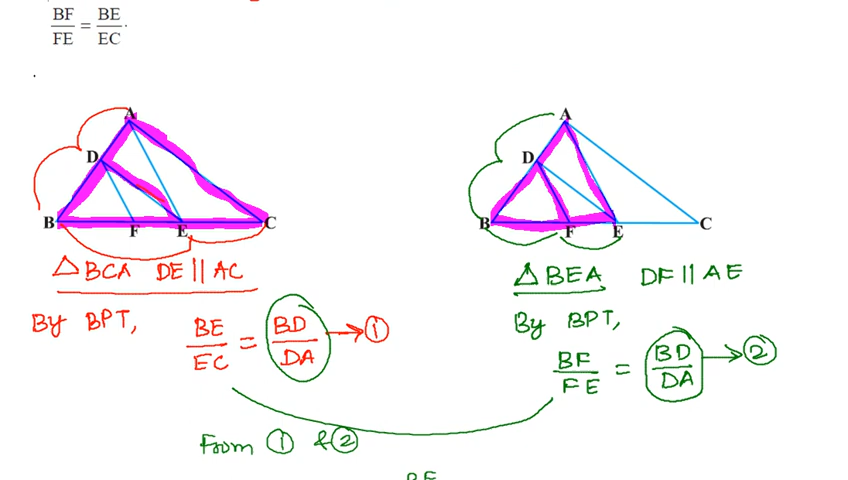 BF/FE = BE/EC.
A
D
B F E C
△BCA DE || AC
By BPT,
BE/EC = BD/DA → ①
A
D
B F E C
△BEA DF || AE
By BPT,
BF/FE = BD/DA → ②
From ① & ②